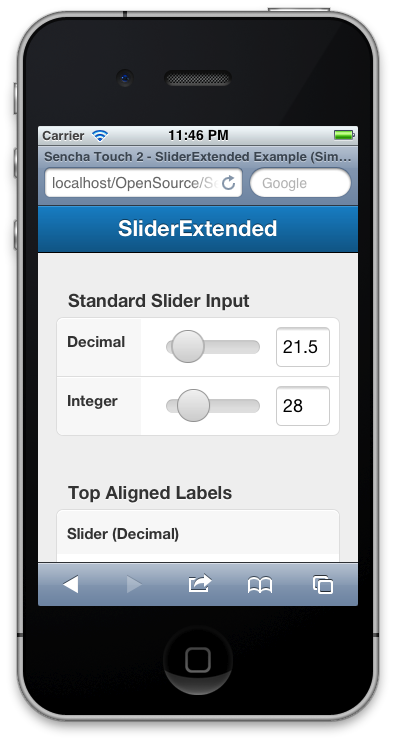 Carrier 11:46 PM
Sencha Touch 2 - SliderExtended Example (Sim...
localhost/OpenSource/S Google
SliderExtended
Standard Slider Input
Decimal 21.5
Integer 28
Top Aligned Labels
Slider (Decimal)